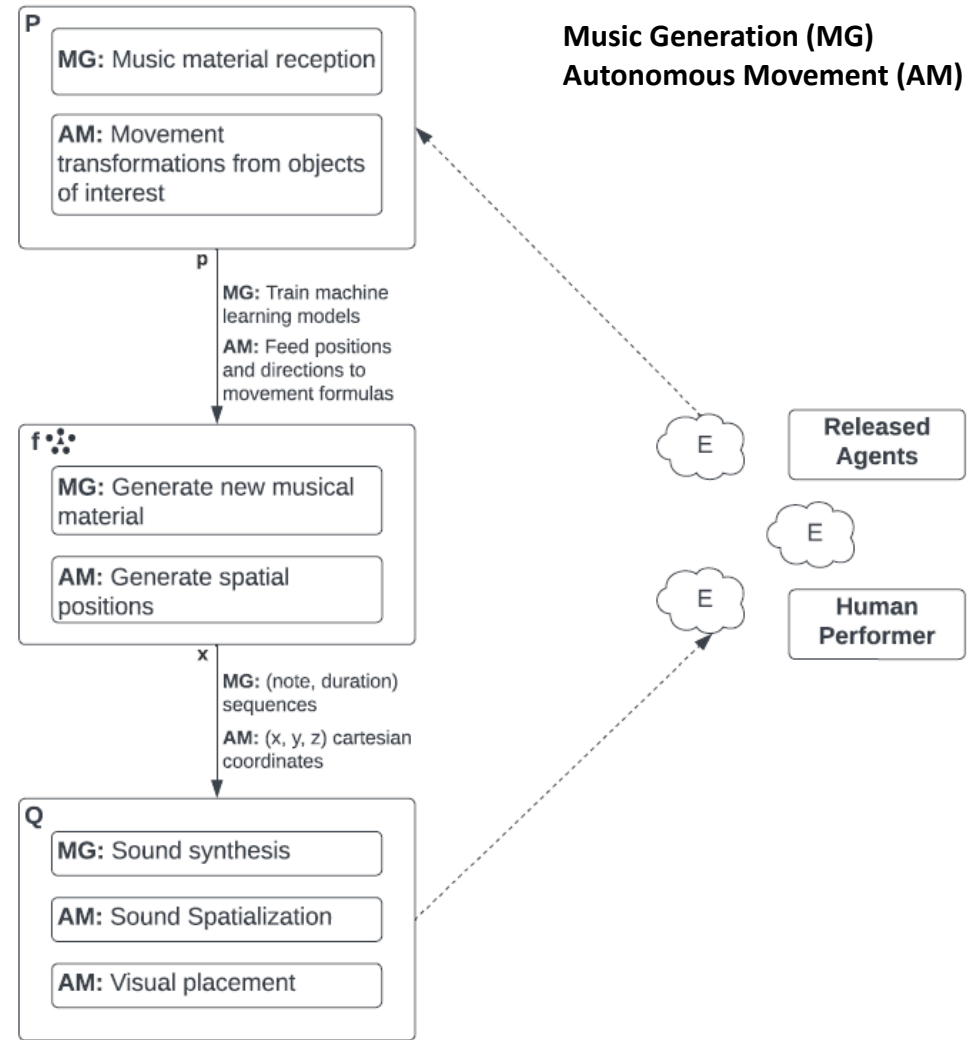 P
MG: Music material reception
AM: Movement
transformations from objects
of interest
Music Generation (MG)
Autonomous Movement (AM)
p
MG: Train machine
learning models
AM: Feed positions
and directions to
movement formulas
f
MG: Generate new musical
material
AM: Generate spatial
positions
E
Released
Agents
E
E
Human
Performer
x
MG: (note, duration)
sequences
AM: (x, y, z) cartesian
coordinates
Q
MG: Sound synthesis
AM: Sound Spatialization
AM: Visual placement